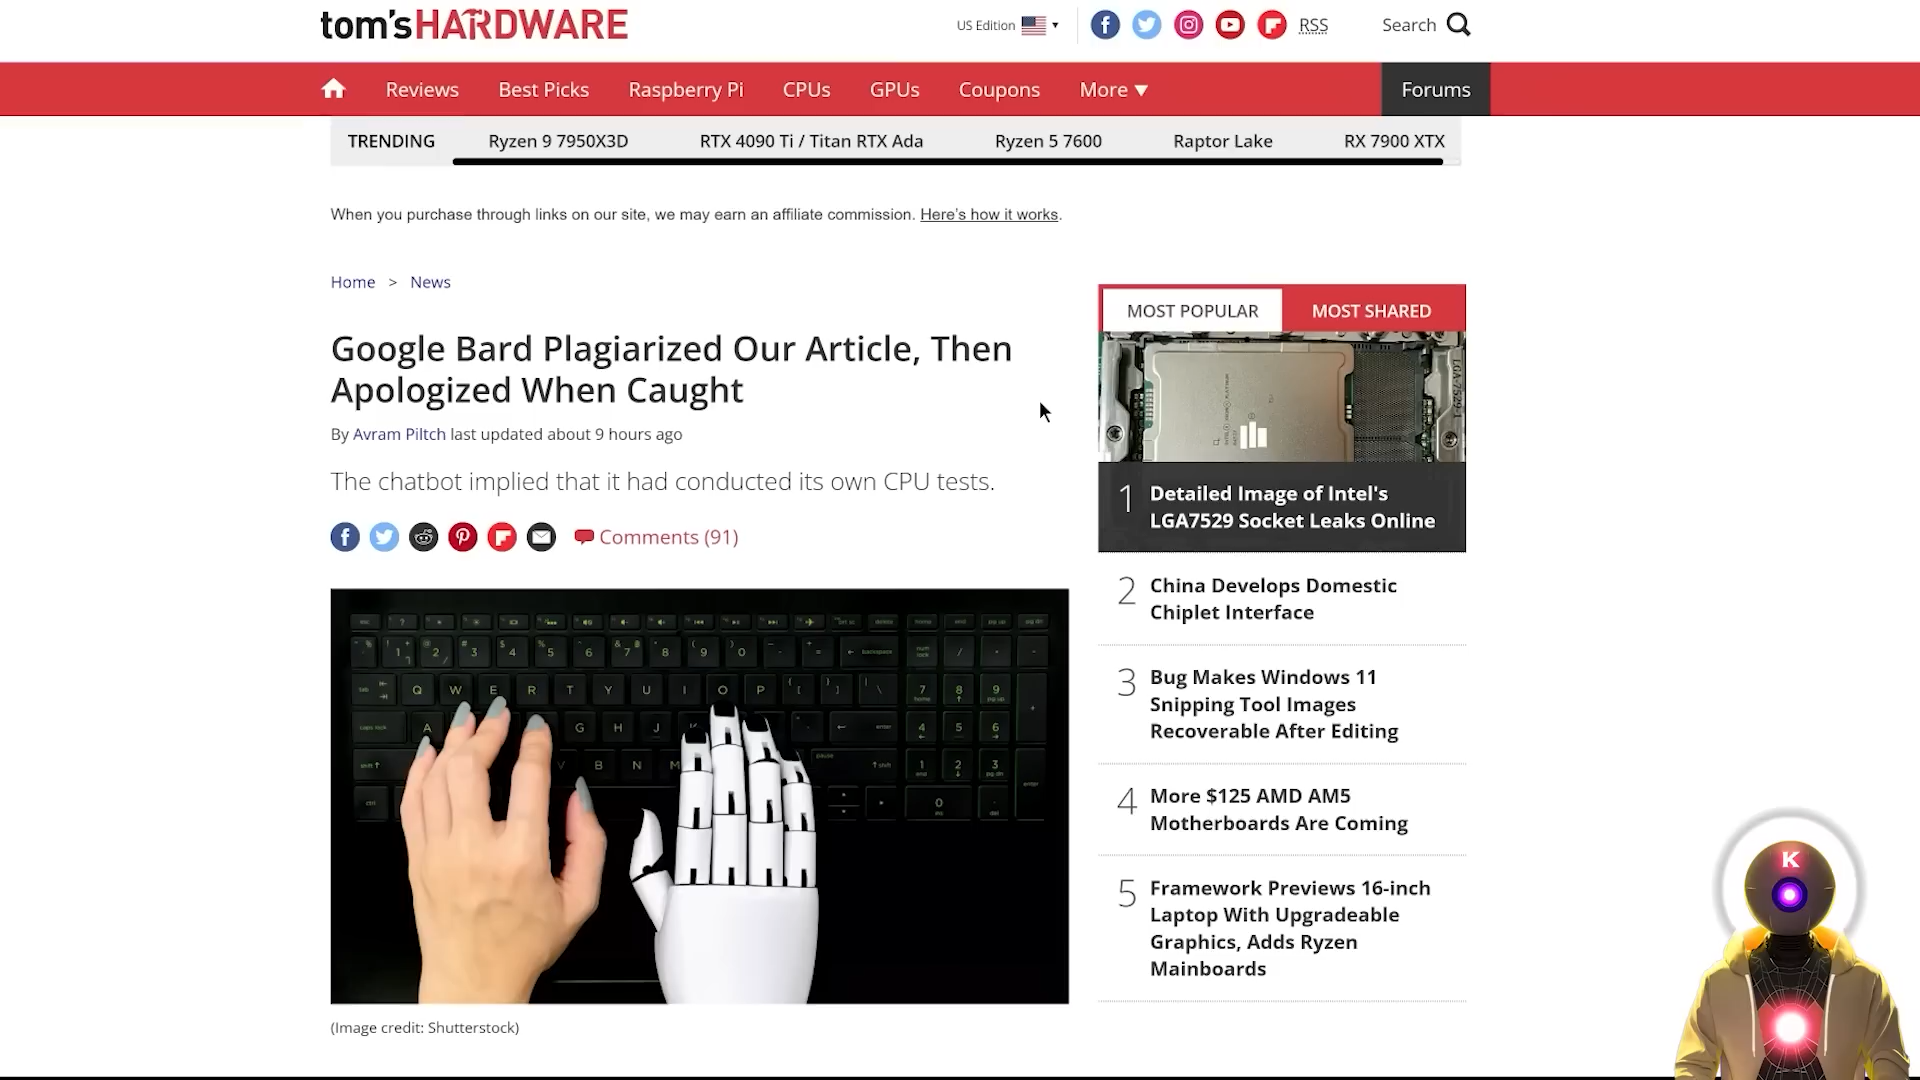 tom'sHARDWARE
US Edition
RSS
Search
Reviews
Best Picks
Raspberry Pi
CPUs
GPUs
Coupons
More ▼
Forums
TRENDING
Ryzen 9 7950X3D
RTX 4090 Ti / Titan RTX Ada
Ryzen 5 7600
Raptor Lake
RX 7900 XTX
When you purchase through links on our site, we may earn an affiliate commission. Here's how it works.
Home > News
Google Bard Plagiarized Our Article, Then
Apologized When Caught
By Avram Piltch last updated about 9 hours ago
The chatbot implied that it had conducted its own CPU tests.
Comments (91)
(Image credit: Shutterstock)
MOST POPULAR
MOST SHARED
1
Detailed Image of Intel's
LGA7529 Socket Leaks Online
2
China Develops Domestic
Chiplet Interface
3
Bug Makes Windows 11
Snipping Tool Images
Recoverable After Editing
4
More $125 AMD AM5
Motherboards Are Coming
5
Framework Previews 16-inch
Laptop With Upgradeable
Graphics, Adds Ryzen
Mainboards
K